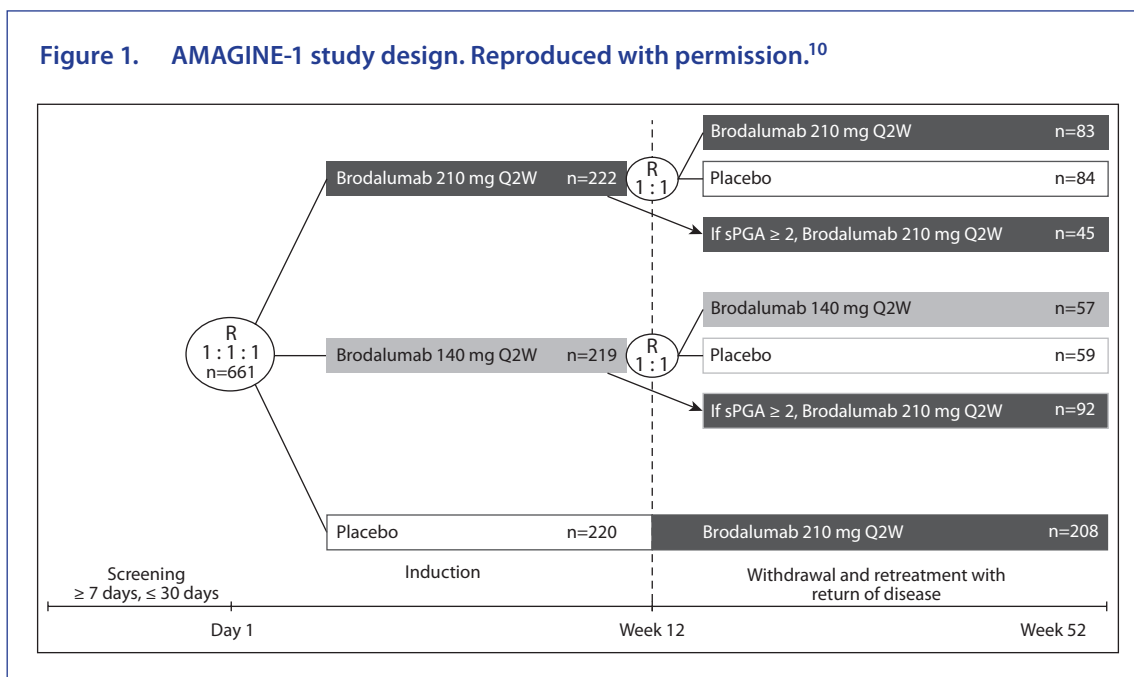 Figure 1. AMAGINE-1 study design. Reproduced with permission.10
Brodalumab 210 mg Q2W n=83
Brodalumab 210 mg Q2W n=222
R
1 : 1
Placebo n=84
If sPGA ≥ 2, Brodalumab 210 mg Q2W n=45
R
1 : 1 : 1
n=661
Brodalumab 140 mg Q2W n=57
Brodalumab 140 mg Q2W n=219
R
1 : 1
Placebo n=59
If sPGA ≥ 2, Brodalumab 210 mg Q2W n=92
Placebo n=220
Brodalumab 210 mg Q2W n=208
Screening
≥ 7 days, ≤ 30 days
Induction
Withdrawal and retreatment with
return of disease
Day 1
Week 12
Week 52